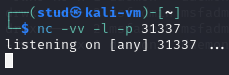 (stud㉿kali-vm)-[~]
$ nc -vv -l -p 31337
listening on [any] 31337 ...